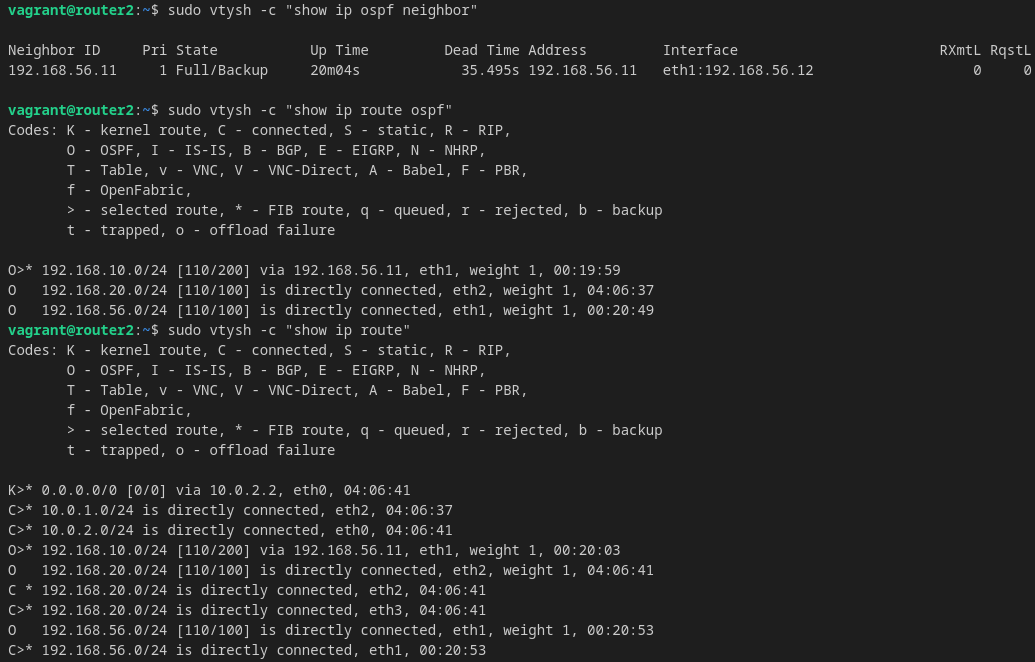 vagrant@router2:~$ sudo vtysh -c "show ip ospf neighbor"
Neighbor ID     Pri State           Up Time         Dead Time Address         Interface                        RXmtL RqstL
192.168.56.11     1 Full/Backup     20m04s            35.495s 192.168.56.11   eth1:192.168.56.12                   0     0
vagrant@router2:~$ sudo vtysh -c "show ip route ospf"
Codes: K - kernel route, C - connected, S - static, R - RIP,
       O - OSPF, I - IS-IS, B - BGP, E - EIGRP, N - NHRP,
       T - Table, v - VNC, V - VNC-Direct, A - Babel, F - PBR,
       f - OpenFabric,
       > - selected route, * - FIB route, q - queued, r - rejected, b - backup
       t - trapped, o - offload failure
O>* 192.168.10.0/24 [110/200] via 192.168.56.11, eth1, weight 1, 00:19:59
O   192.168.20.0/24 [110/100] is directly connected, eth2, weight 1, 04:06:37
O   192.168.56.0/24 [110/100] is directly connected, eth1, weight 1, 00:20:49
vagrant@router2:~$ sudo vtysh -c "show ip route"
Codes: K - kernel route, C - connected, S - static, R - RIP,
       O - OSPF, I - IS-IS, B - BGP, E - EIGRP, N - NHRP,
       T - Table, v - VNC, V - VNC-Direct, A - Babel, F - PBR,
       f - OpenFabric,
       > - selected route, * - FIB route, q - queued, r - rejected, b - backup
       t - trapped, o - offload failure
K>* 0.0.0.0/0 [0/0] via 10.0.2.2, eth0, 04:06:41
C>* 10.0.1.0/24 is directly connected, eth2, 04:06:37
C>* 10.0.2.0/24 is directly connected, eth0, 04:06:41
O>* 192.168.10.0/24 [110/200] via 192.168.56.11, eth1, weight 1, 00:20:03
O   192.168.20.0/24 [110/100] is directly connected, eth2, weight 1, 04:06:41
C * 192.168.20.0/24 is directly connected, eth2, 04:06:41
C>* 192.168.20.0/24 is directly connected, eth3, 04:06:41
O   192.168.56.0/24 [110/100] is directly connected, eth1, weight 1, 00:20:53
C>* 192.168.56.0/24 is directly connected, eth1, 00:20:53